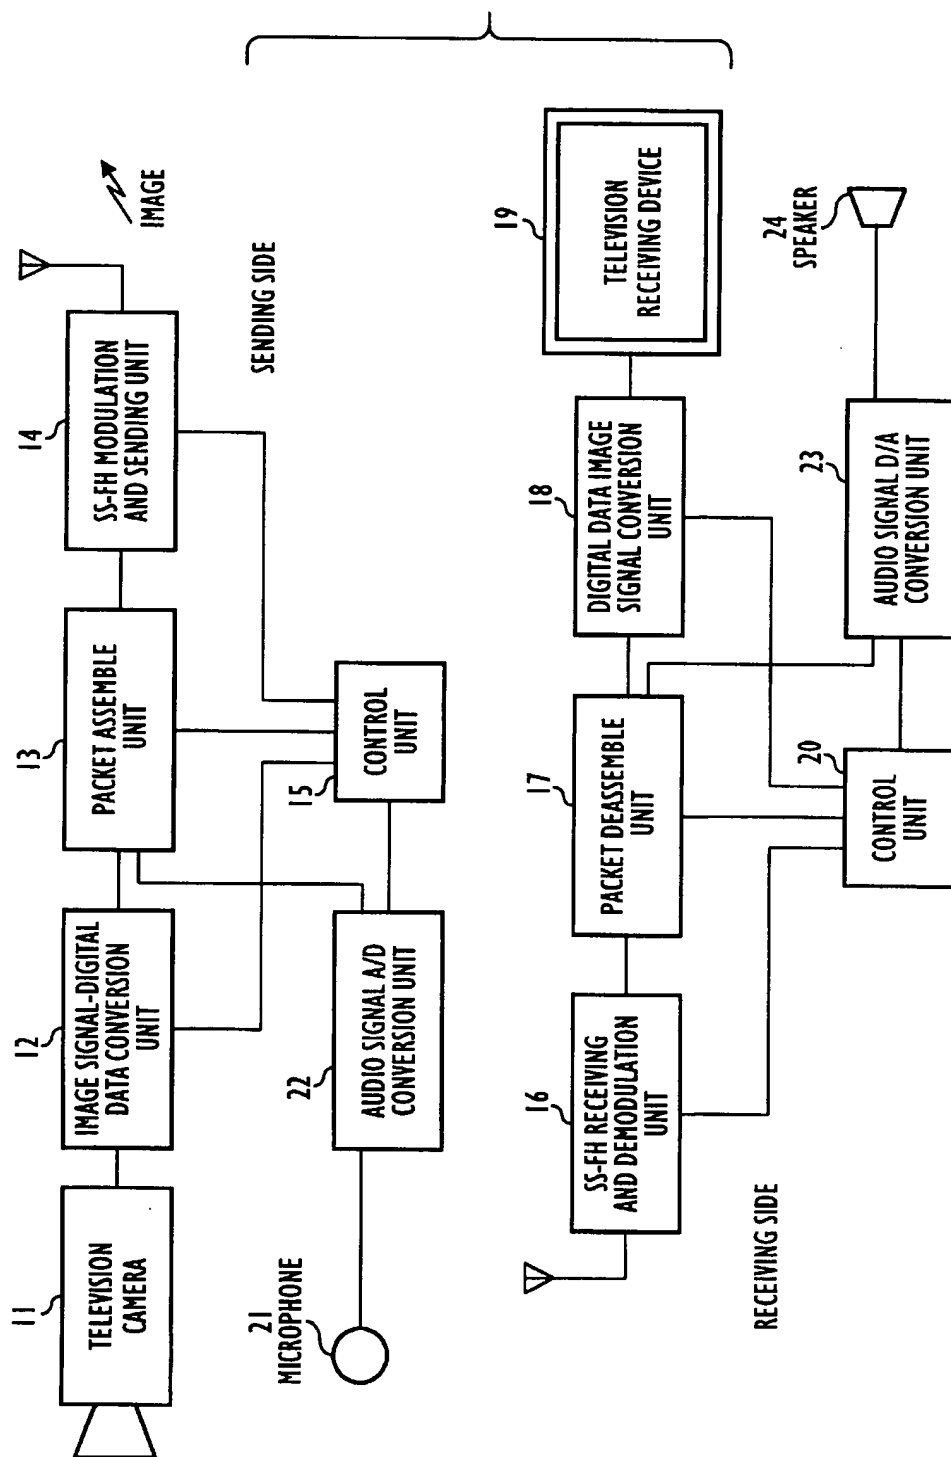 11
TELEVISION
CAMERA
12
IMAGE SIGNAL-DIGITAL
DATA CONVERSION
UNIT
13
PACKET ASSEMBLE
UNIT
14
SS-FH MODULATION
AND SENDING UNIT
IMAGE
SENDING SIDE
21
MICROPHONE
22
AUDIO SIGNAL A/D
CONVERSION UNIT
15
CONTROL
UNIT
16
SS-FH RECEIVING
AND DEMODULATION
UNIT
17
PACKET DEASSEMBLE
UNIT
18
DIGITAL DATA IMAGE
SIGNAL CONVERSION
UNIT
19
TELEVISION
RECEIVING DEVICE
RECEIVING SIDE
20
CONTROL
UNIT
23
AUDIO SIGNAL D/A
CONVERSION UNIT
24
SPEAKER